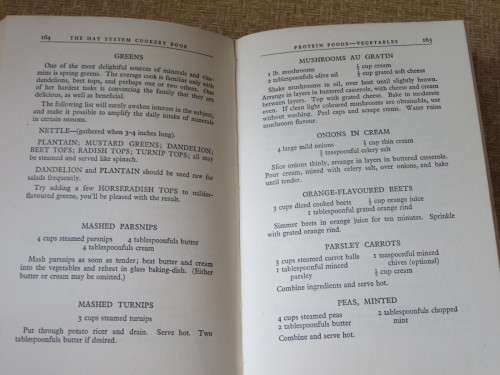 164 THE HAY SYSTEM COOKERY BOOK
GREENS
One of the most delightful sources of minerals and vita-
mins is spring greens. The average cook is familiar only with
dandelions, beet tops, and perhaps one or two others. One
of her hardest tasks is convincing the family that they are
delicious, as well as beneficial.
The following list will surely awaken interest in the subject,
and make it possible to amplify the daily intake of minerals
in certain seasons.
NETTLE—(gathered when 3-4 inches long).
PLANTAIN; MUSTARD GREENS; DANDELION;
BEET TOPS; RADISH TOPS; TURNIP TOPS; all may
be steamed and served like spinach.
DANDELION and PLANTAIN should be used raw for
salads frequently.
Try adding a few HORSERADISH TOPS to milder-
flavoured greens, you'll be pleased with the result.
MASHED PARSNIPS
4 cups steamed parsnips 4 tablespoonfuls butter
4 tablespoonfuls cream
Mash parsnips as soon as tender; beat butter and cream
into the vegetables and reheat in glass baking-dish. (Either
butter or cream may be omitted.)
MASHED TURNIPS
3 cups steamed turnips
Put through potato ricer and drain. Serve hot. Two
tablespoonfuls butter if desired.
PROTEIN FOODS—VEGETABLES 165
MUSHROOMS AU GRATIN
1 lb. mushrooms ½ cup cream
2 tablespoonfuls olive oil ½ cup grated soft cheese
Shake mushrooms in oil, over heat until slightly brown.
Arrange in layers in buttered casserole, with cheese and cream
between layers. Top with grated cheese. Bake in moderate
If clean light coloured mushrooms are obtainable, use
without washing. Peel caps and scrape stems. Water ruins
mushroom flavour.
ONIONS IN CREAM
4 large mild onions ½ cup thin cream
½ teaspoonful celery salt
Slice onions thinly, arrange in layers in buttered casserole.
Pour cream, mixed with celery salt, over onions, and bake
until tender.
ORANGE-FLAVOURED BEETS
3 cups diced cooked beets ½ cup orange juice
1 tablespoonful grated orange rind
Simmer beets in orange juice for ten minutes. Sprinkle
with grated orange rind.
PARSLEY CARROTS
3 cups steamed carrot balls 1 teaspoonful minced
1 tablespoonful minced chives (optional)
parsley ½ cup cream
Combine ingredients and serve hot.
PEAS, MINTED
4 cups steamed peas 2 tablespoonfuls chopped
2 tablespoonfuls butter mint
Combine and serve hot.